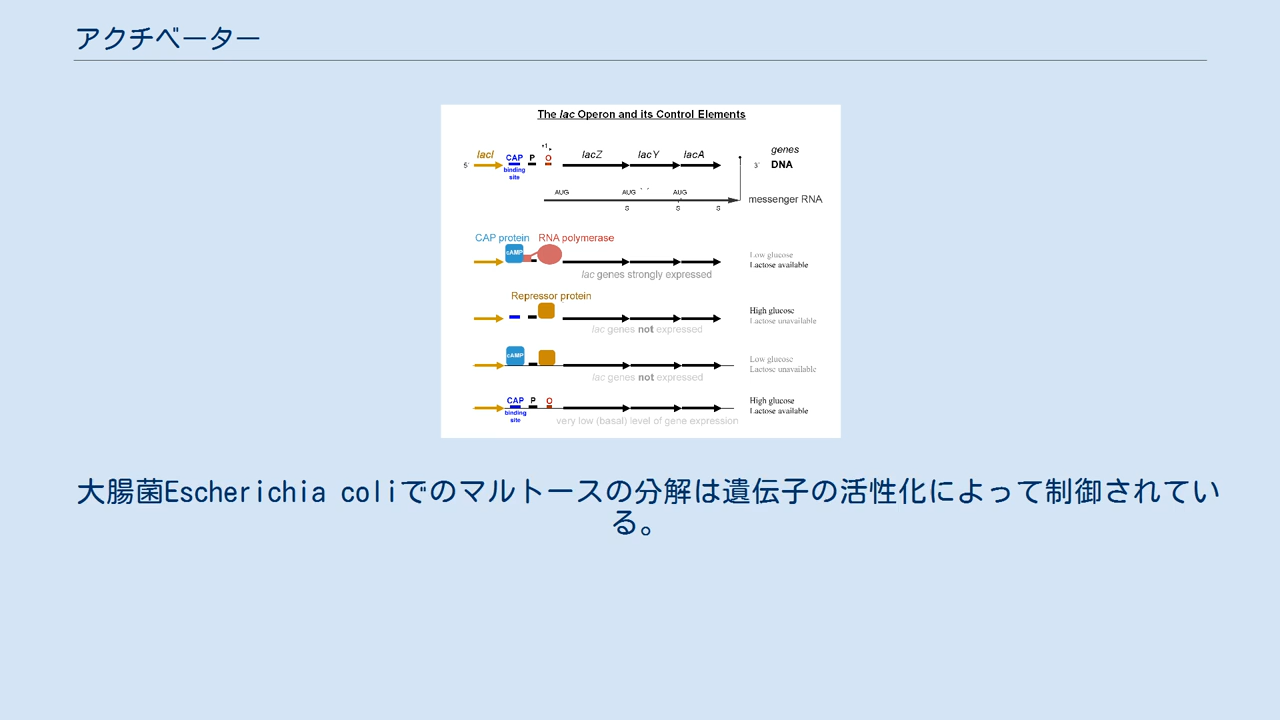 アクチベーター
The lac Operon and its Control Elements
+1
lacI CAP P O lacZ lacY lacA genes
5' 3' DNA
binding
site
AUG AUG AUG
messenger RNA
5' 5' 5'
CAP protein RNA polymerase
cAMP
Low glucose
Lactose available
lac genes strongly expressed
Repressor protein
High glucose
Lactose unavailable
lac genes not expressed
cAMP
Low glucose
Lactose unavailable
lac genes not expressed
CAP P O
High glucose
Lactose available
binding
site
very low (basal) level of gene expression
大腸菌Escherichia coliでのマルトースの分解は遺伝子の活性化によって制御されてい
る。